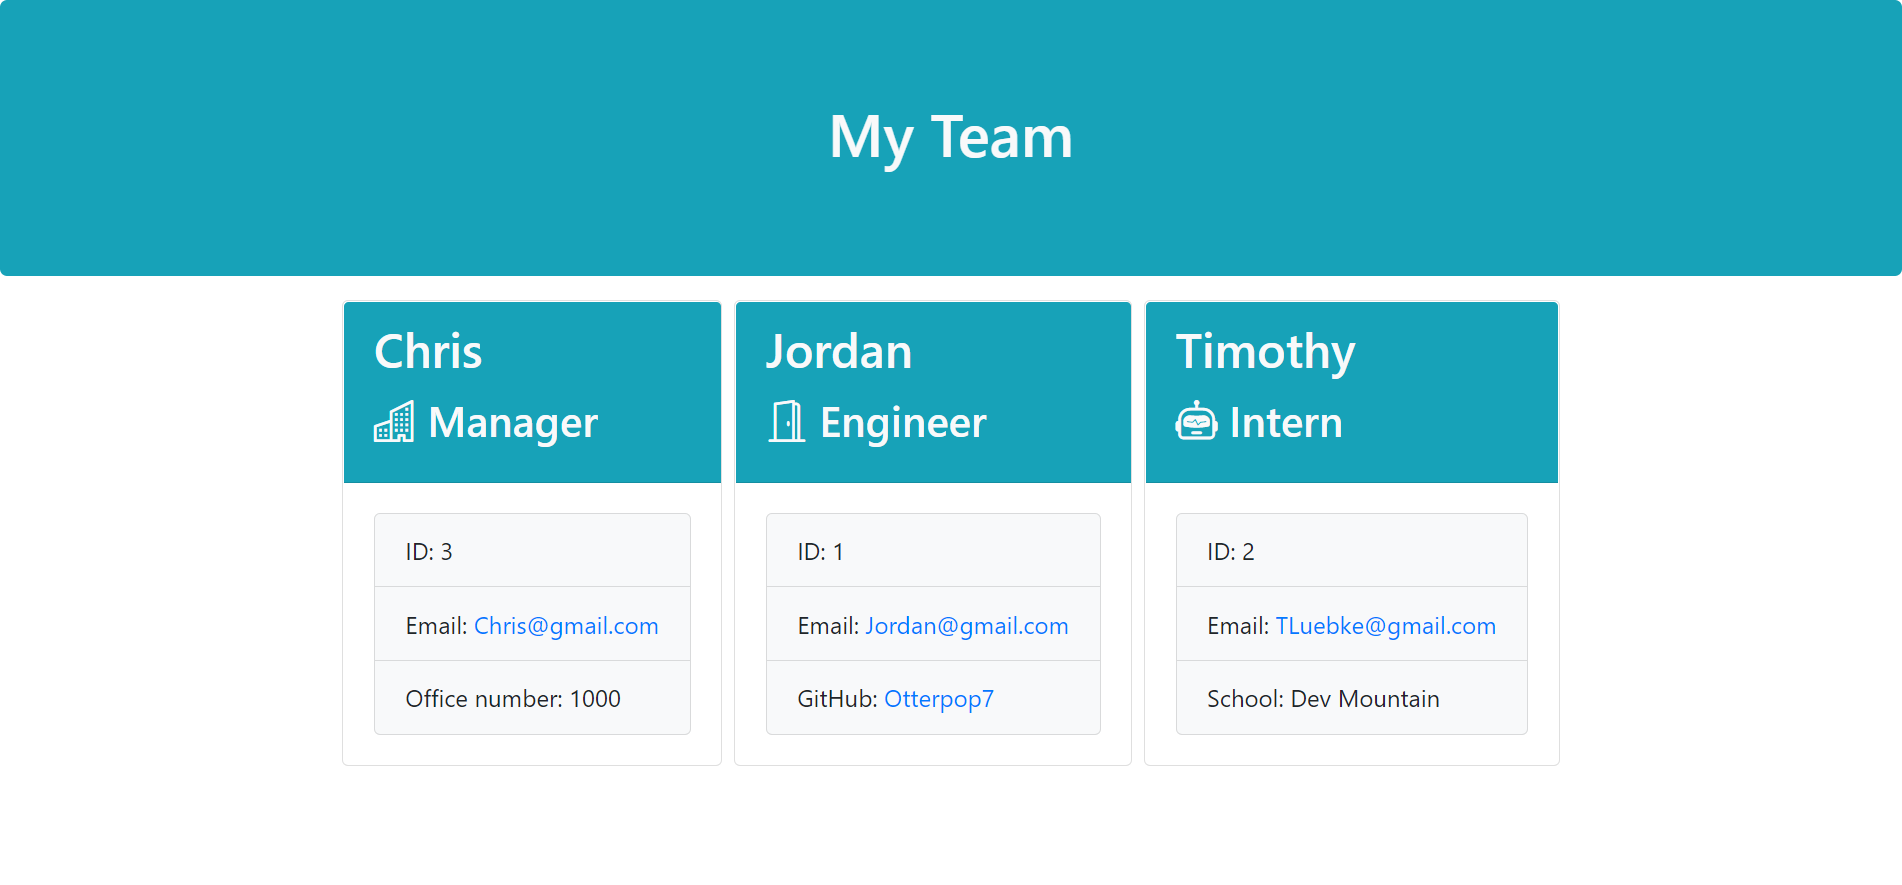 My Team
Chris
Manager
ID: 3
Email: Chris@gmail.com
Office number: 1000
Jordan
Engineer
ID: 1
Email: Jordan@gmail.com
GitHub: Otterpop7
Timothy
Intern
ID: 2
Email: TLuebke@gmail.com
School: Dev Mountain